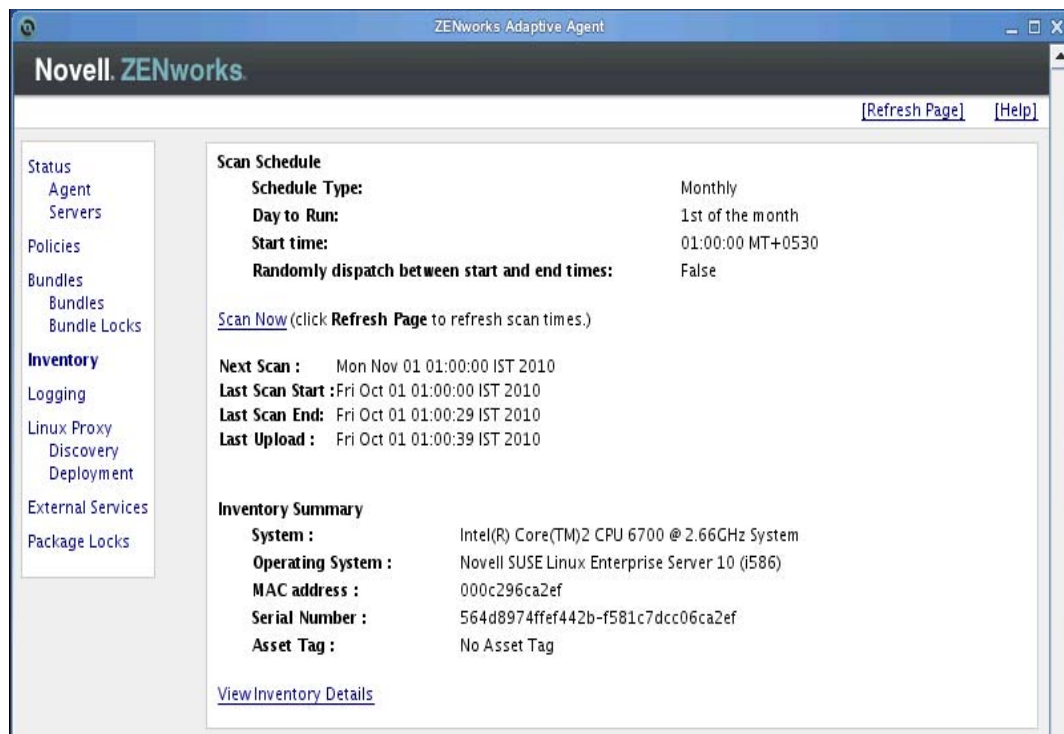 ZENworks Adaptive Agent
Novell. ZENworks.
[Refresh Page] [Help]
Status
Agent
Servers
Policies
Bundles
Bundles
Bundle Locks
Inventory
Logging
Linux Proxy
Discovery
Deployment
External Services
Package Locks
Scan Schedule
Schedule Type: Monthly
Day to Run: 1st of the month
Start time: 01:00:00 MT+0530
Randomly dispatch between start and end times: False
Scan Now (click Refresh Page to refresh scan times.)
Next Scan : Mon Nov 01 01:00:00 IST 2010
Last Scan Start : Fri Oct 01 01:00:00 IST 2010
Last Scan End: Fri Oct 01 01:00:29 IST 2010
Last Upload : Fri Oct 01 01:00:39 IST 2010
Inventory Summary
System : Intel(R) Core(TM)2 CPU 6700 @ 2.66GHz System
Operating System : Novell SUSE Linux Enterprise Server 10 (i586)
MAC address : 000c296ca2ef
Serial Number : 564d8974ffef442b-f581c7dcc06ca2ef
Asset Tag : No Asset Tag
View Inventory Details